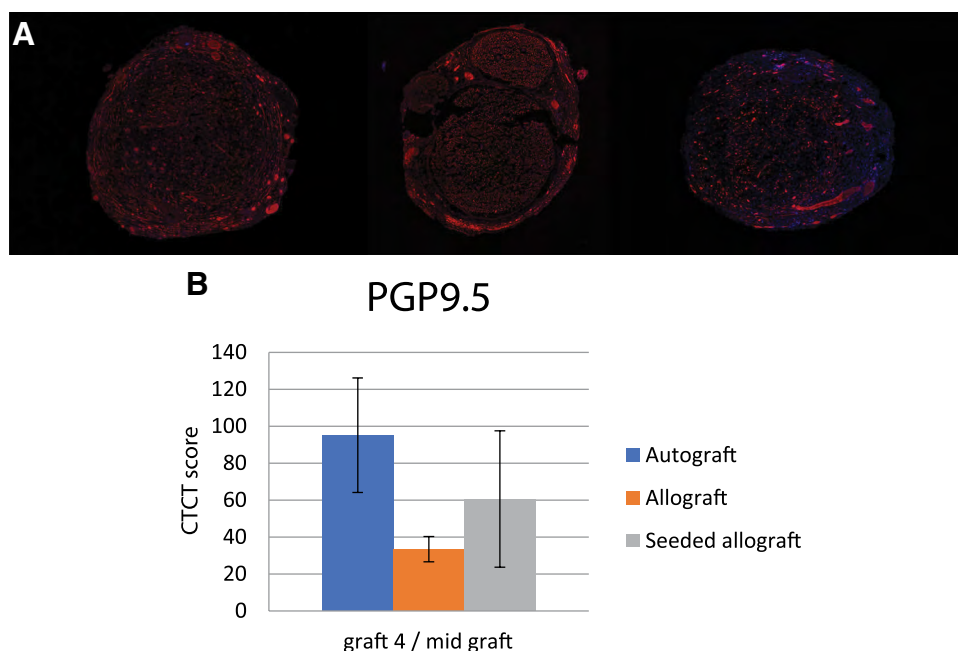 A
B
PGP9.5
140
120
100
80
60
40
20
0
CTCT score
graft 4 / mid graft
Autograft
Allograft
Seeded allograft